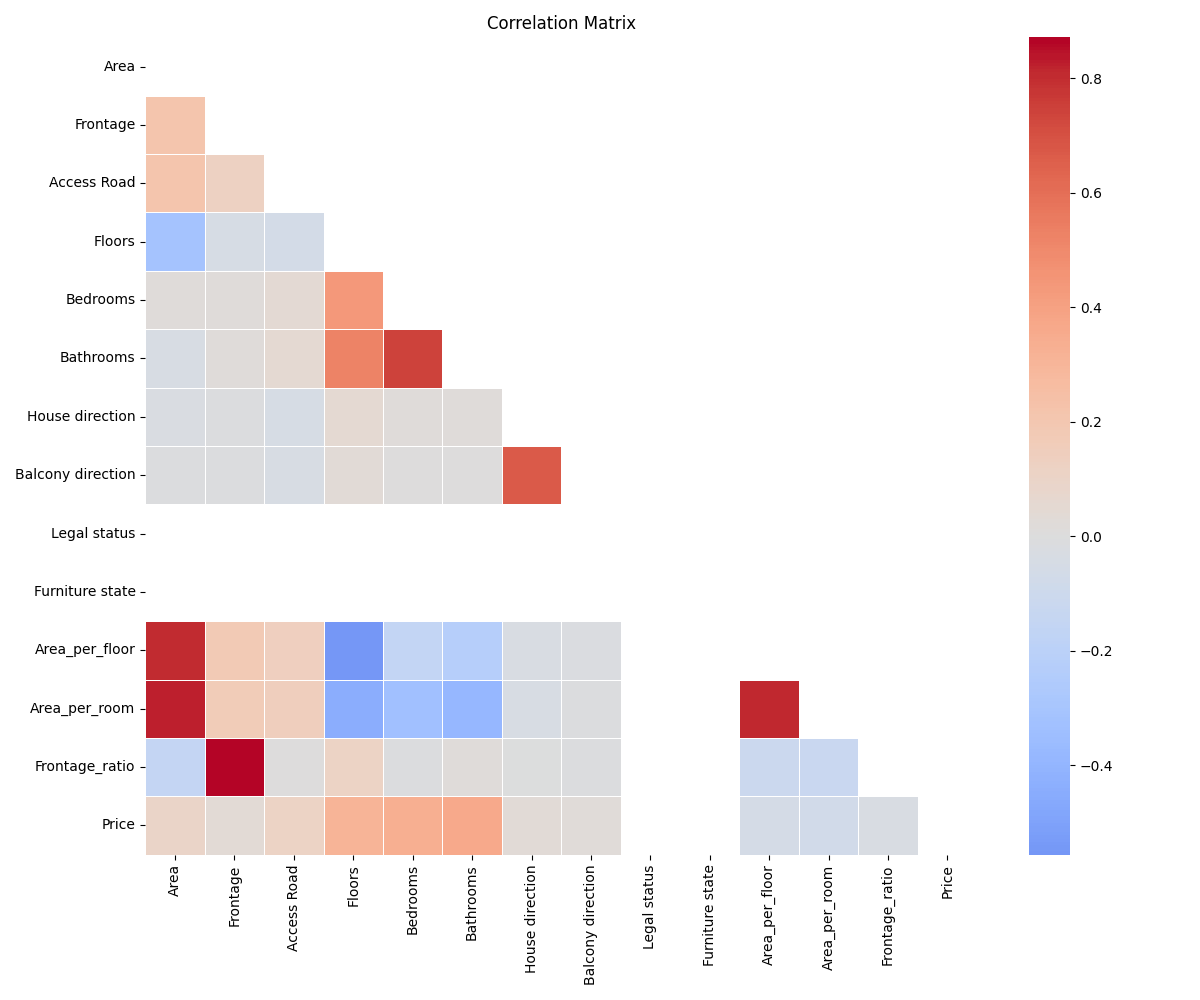 Correlation Matrix
Area
Frontage
Access Road
Floors
Bedrooms
Bathrooms
House direction
Balcony direction
Legal status
Furniture state
Area_per_floor
Area_per_room
Frontage_ratio
Price
Area
Frontage
Access Road
Floors
Bedrooms
Bathrooms
House direction
Balcony direction
Legal status
Furniture state
Area_per_floor
Area_per_room
Frontage_ratio
Price
0.8
0.6
0.4
0.2
0.0
−0.2
−0.4